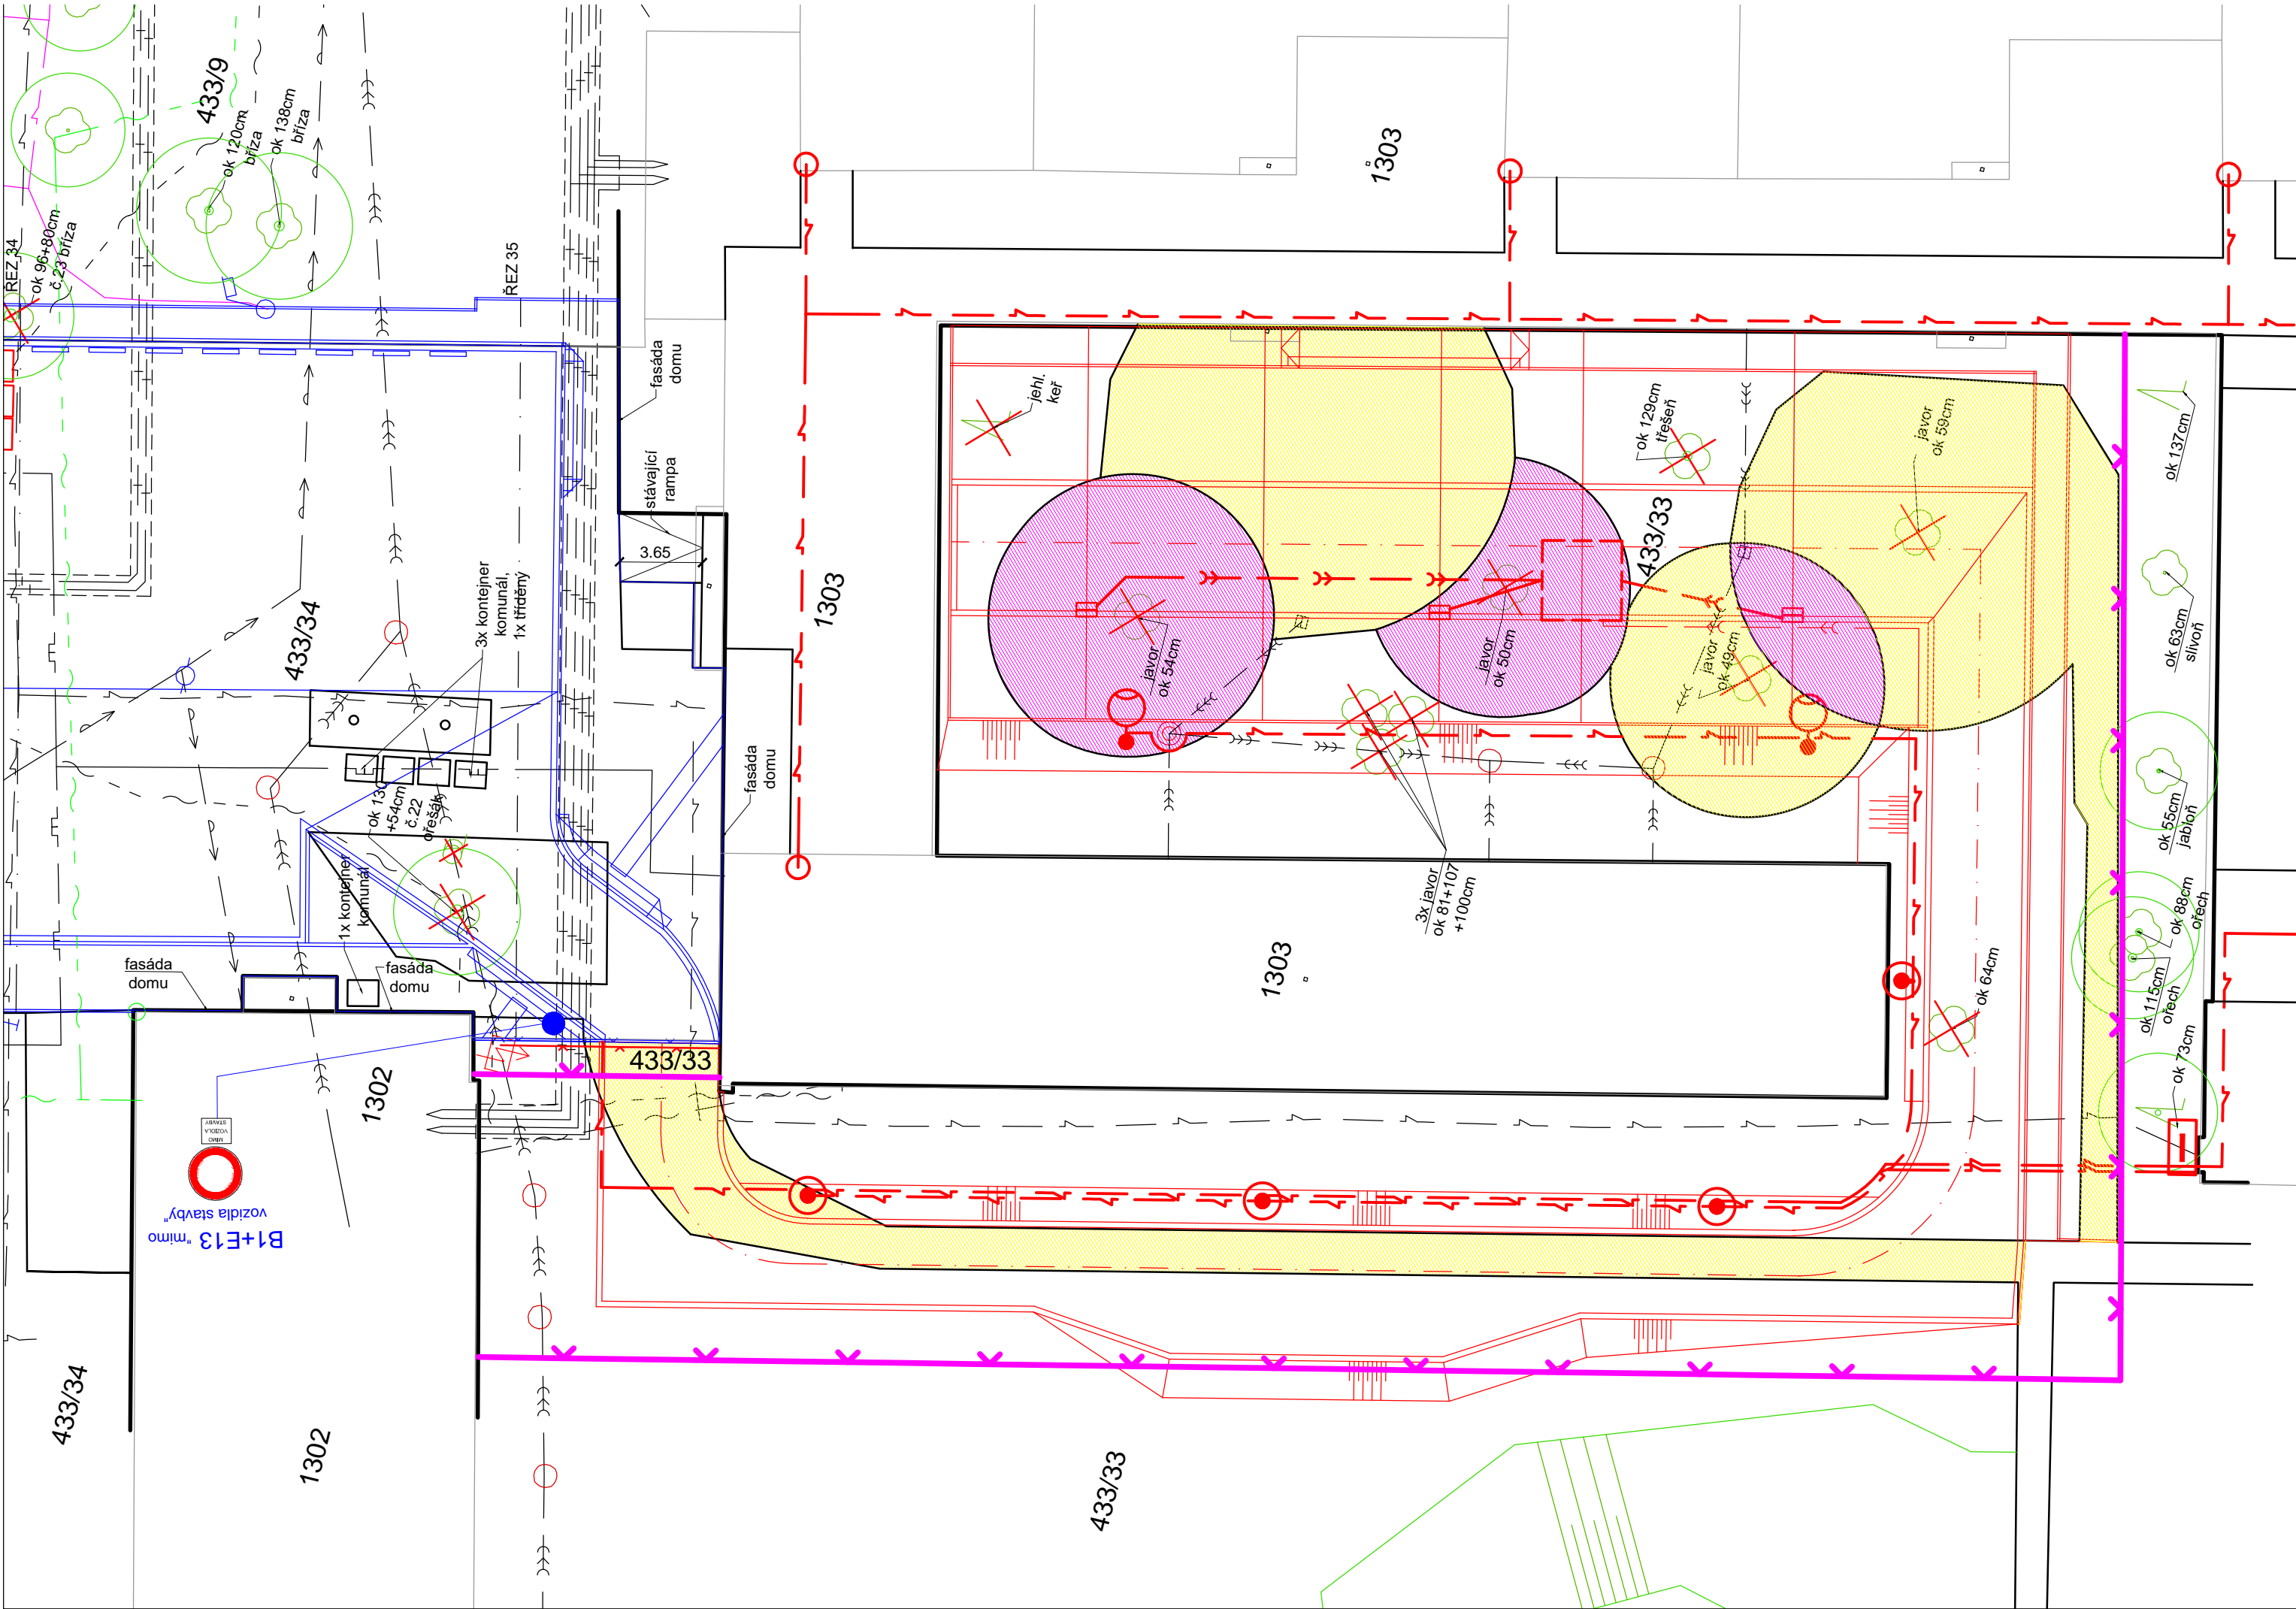 433/9
ok 120cm
bříza
ok 138cm
bříza
ŘEZ 34
ok 96+80cm
č.23 bříza
ŘEZ 35
1303
fasáda
domu
jehl.
keř
ok 129cm
třešeň
javor
ok 59cm
ok 137cm
stávající
rampa
3.65
433/33
3x kontejner
komunál,
1x tříděný
433/34
1303
javor
ok 54cm
javor
ok 50cm
javor
ok 49cm
ok 63cm
slivoň
fasáda
domu
ok 130
+54cm
č.22
ořešák
1x kontejner
komunál
ok 55cm
jabloň
3x javor
ok 81+107
+100cm
ok 88cm
ořech
fasáda
domu
fasáda
domu
1303
ok 64cm
ok 115cm
ořech
ok 73cm
433/33
1302
MIMO
VOZIDLA
STAVBY
B1+E13 "mimo
vozidla stavby"
433/34
1302
433/33